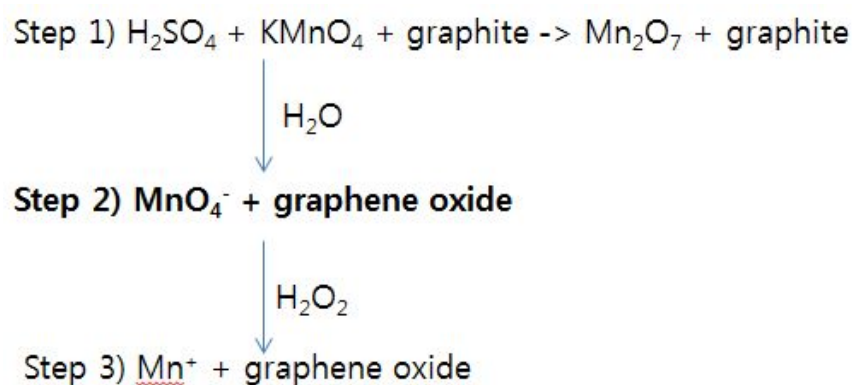 Step 1) H₂SO₄ + KMnO₄ + graphite -> Mn₂O₇ + graphite
H₂O
Step 2) MnO₄⁻ + graphene oxide
H₂O₂
Step 3) Mn⁺ + graphene oxide